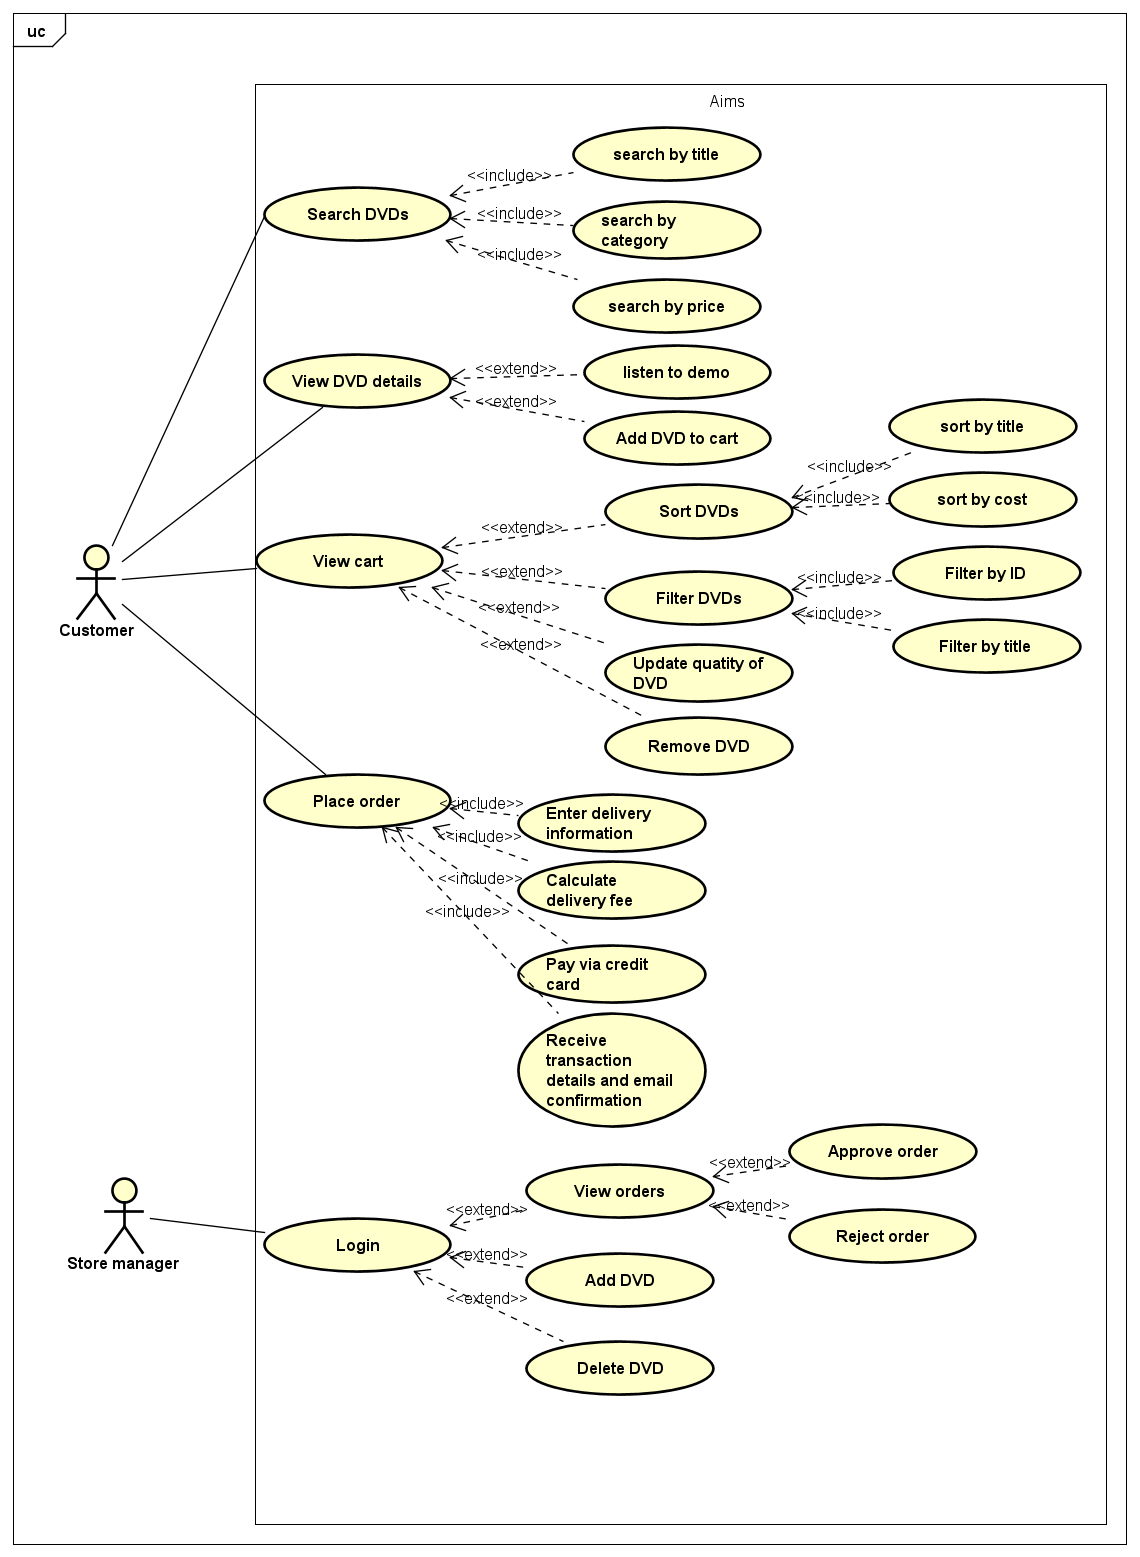 uc
Aims
search by title
<<include>>
Search DVDs
<<include>>
search by
category
<<include>>
search by price
View DVD details
<<extend>>
listen to demo
<<extend>>
Add DVD to cart
sort by title
<<include>>
Sort DVDs
<<include>>
sort by cost
<<extend>>
View cart
<<extend>>
Filter DVDs
<<include>>
Filter by ID
<<include>>
Filter by title
<<extend>>
Update quatity of
DVD
<<extend>>
Remove DVD
Customer
Place order
<<include>>
Enter delivery
information
<<include>>
Calculate
delivery fee
<<include>>
Pay via credit
card
<<include>>
Receive
transaction
details and email
confirmation
Approve order
<<extend>>
View orders
<<extend>>
Reject order
<<extend>>
Login
<<extend>>
Add DVD
<<extend>>
Delete DVD
Store manager